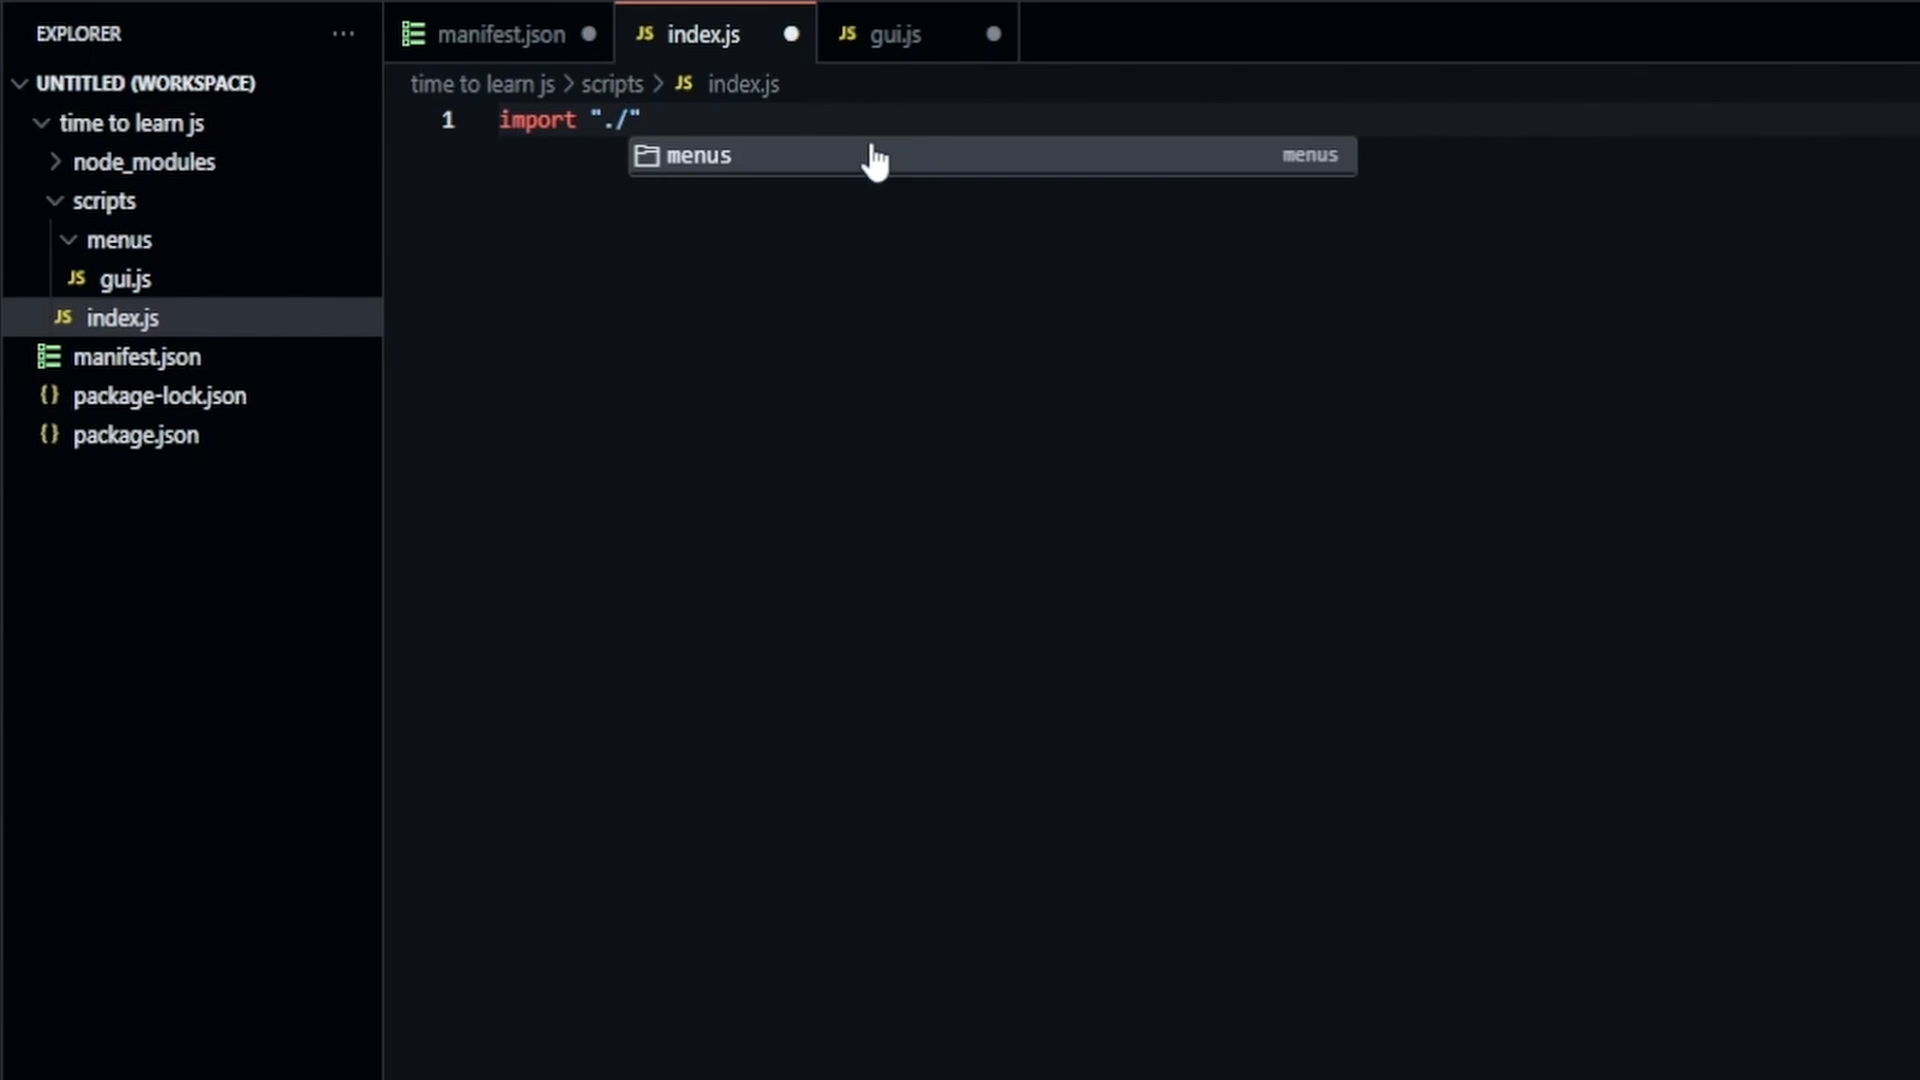 EXPLORER
UNTITLED (WORKSPACE)
time to learn js
node_modules
scripts
menus
JS gui.js
JS index.js
manifest.json
{} package-lock.json
{} package.json
manifest.json
JS index.js
JS gui.js
time to learn js > scripts > JS index.js
1 import "./"
menus menus